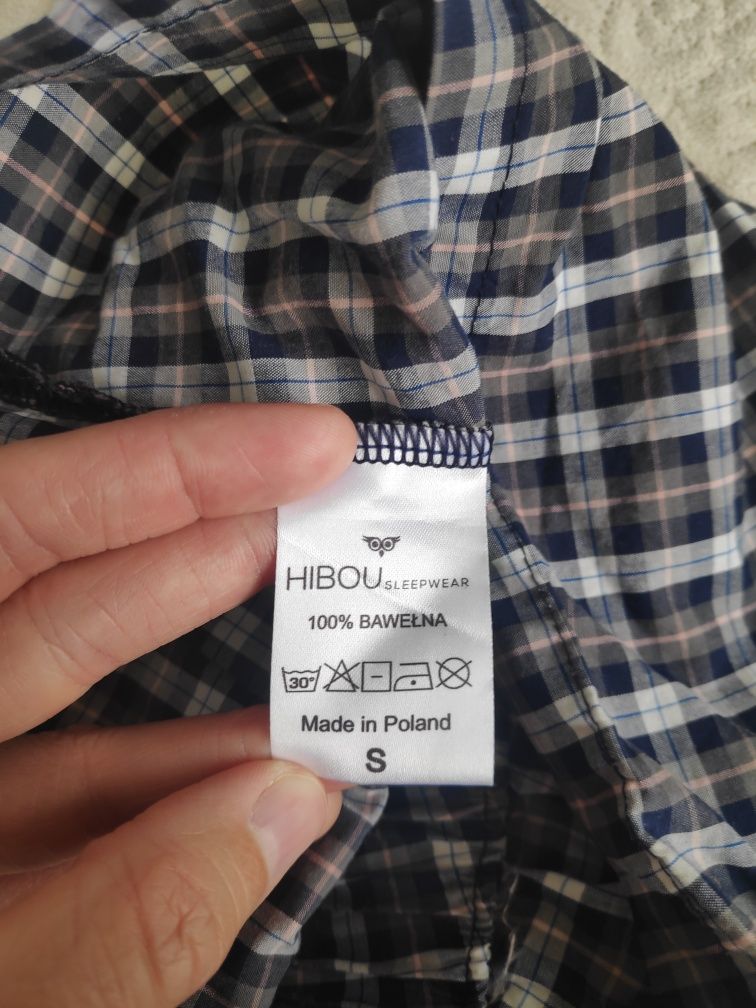 HIBOU SLEEPWEAR
100% BAWEŁNA
30°
Made in Poland
S